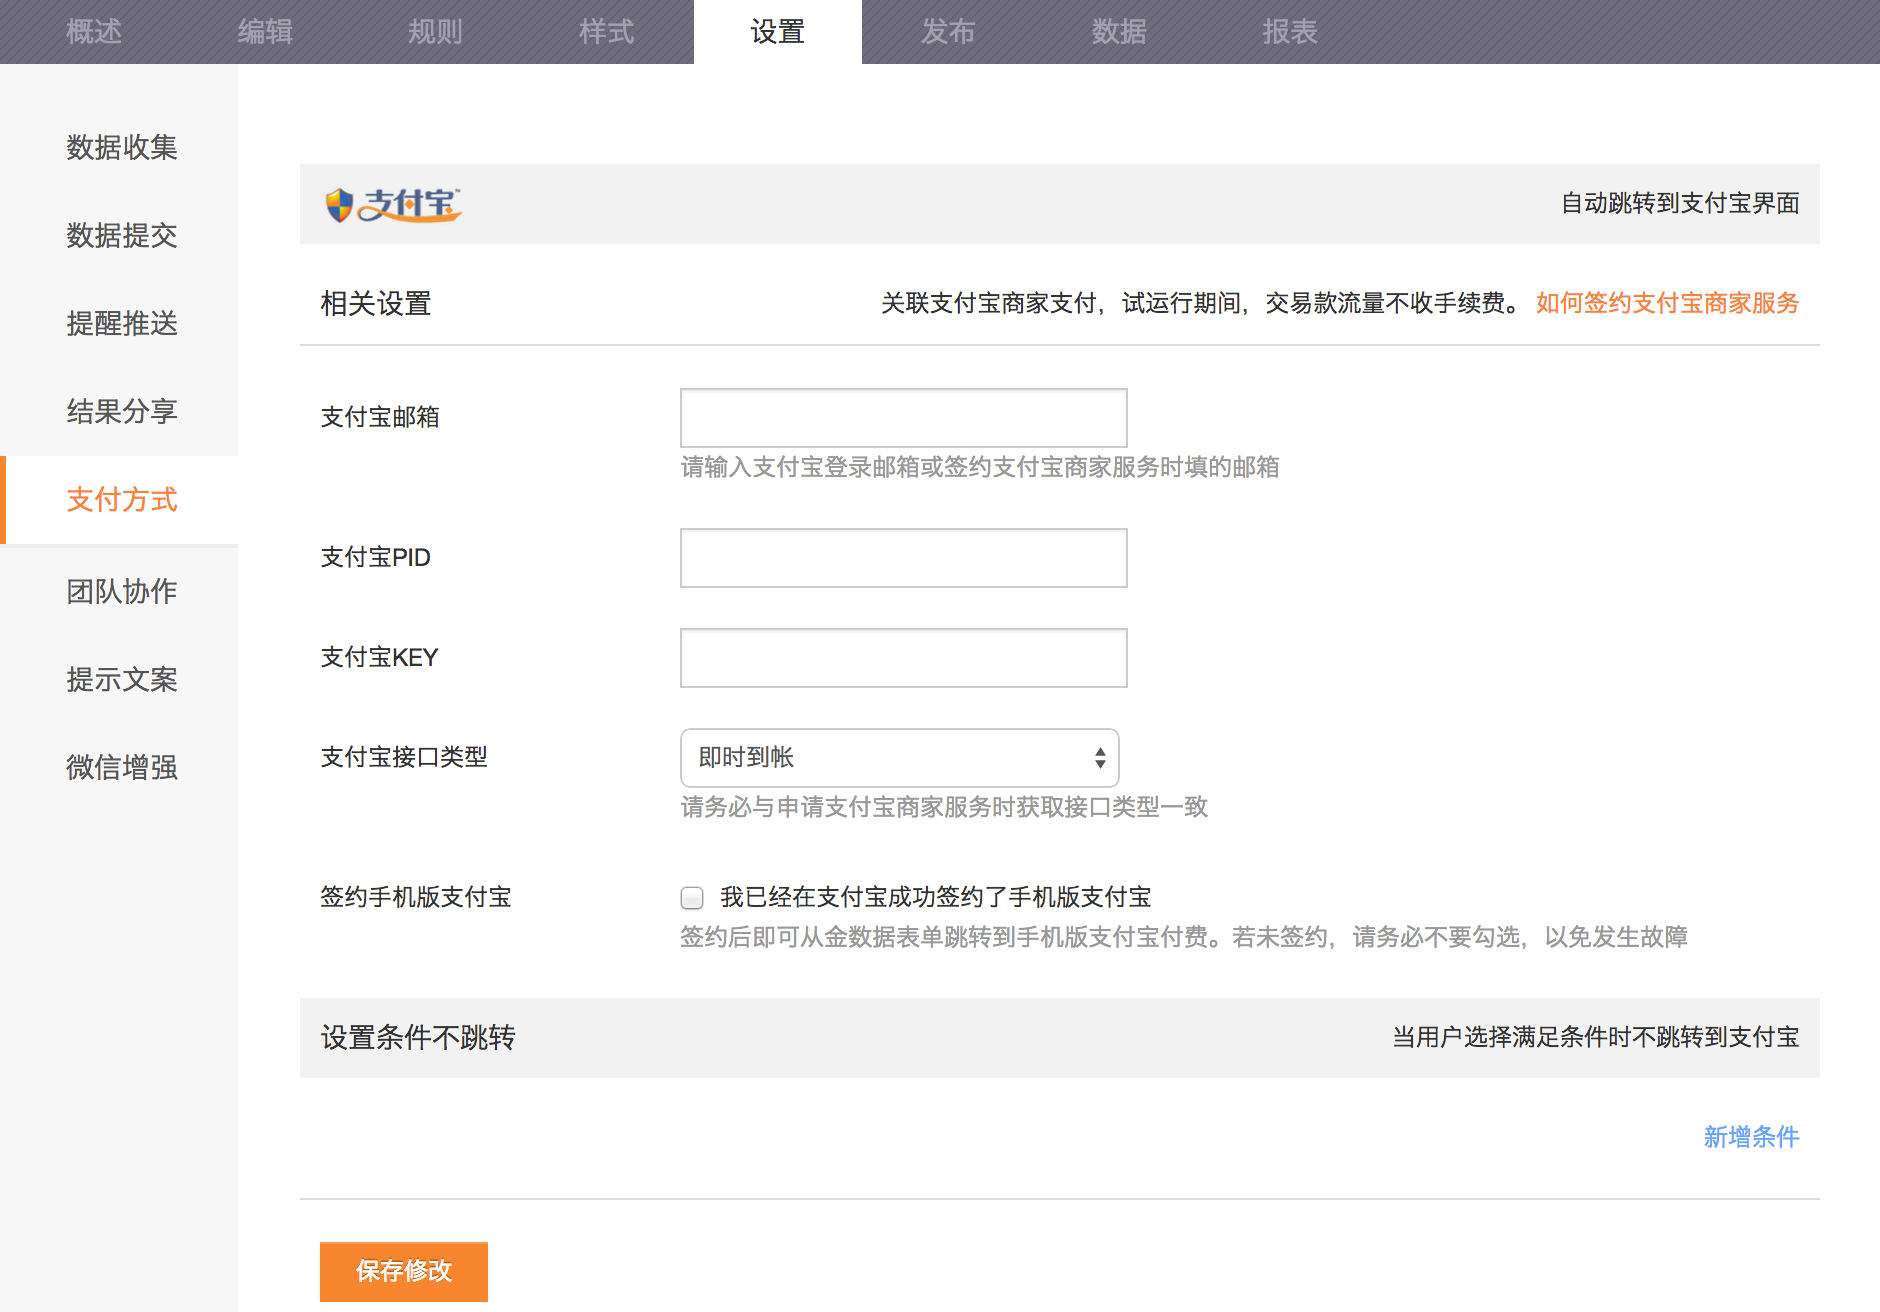 概述 编辑 规则 样式 设置 发布 数据 报表
数据收集
数据提交
提醒推送
结果分享
支付方式
团队协作
提示文案
微信增强
支付宝™ 自动跳转到支付宝界面
相关设置 关联支付宝商家支付，试运行期间，交易款流量不收手续费。 如何签约支付宝商家服务
支付宝邮箱
请输入支付宝登录邮箱或签约支付宝商家服务时填的邮箱
支付宝PID
支付宝KEY
支付宝接口类型 即时到帐
请务必与申请支付宝商家服务时获取接口类型一致
签约手机版支付宝 我已经在支付宝成功签约了手机版支付宝
签约后即可从金数据表单跳转到手机版支付宝付费。若未签约，请务必不要勾选，以免发生故障
设置条件不跳转 当用户选择满足条件时不跳转到支付宝
新增条件
保存修改